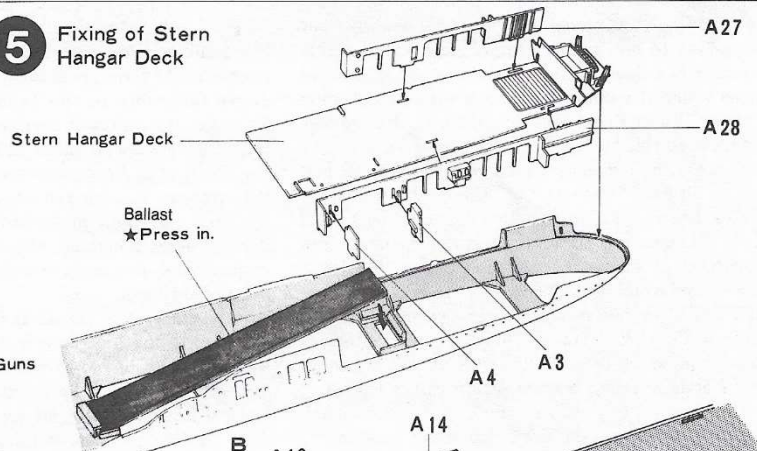 5 Fixing of Stern
Hangar Deck
A27
Stern Hangar Deck
A28
Ballast
★Press in.
Guns
A3
A4
A14
B